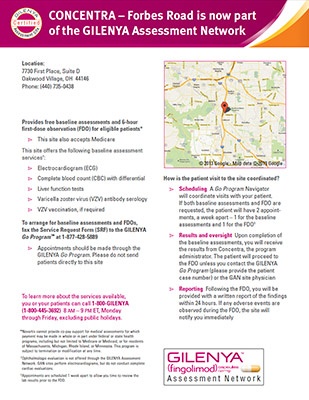 GILENYA
Certified
CONCENTRA – Forbes Road is now part
of the GILENYA Assessment Network
Location:
7730 First Place, Suite D
Oakwood Village, OH 44146
Phone: (440) 735-0438
Provides free baseline assessments and 6-hour
first-dose observation (FDO) for eligible patients*
This site also accepts Medicare
This site offers the following baseline assessment
services†:
Electrocardiogram (ECG)
Complete blood count (CBC) with differential
Liver function tests
Varicella zoster virus (VZV) antibody serology
VZV vaccination, if required
To arrange for baseline assessments and FDOs,
fax the Service Request Form (SRF) to the GILENYA
Go Program™ at 1-877-428-5889
Appointments should be made through the
GILENYA Go Program. Please do not send
patients directly to this site
To learn more about the services available,
you or your patients can call 1-800-GILENYA
(1-800-445-3692) 8 AM – 9 PM ET, Monday
through Friday, excluding public holidays.
© 2013 Google - Map data ©2013 Google
How is the patient visit to the site coordinated?
Scheduling A Go Program Navigator
will coordinate visits with your patient.
If both baseline assessments and FDO are
requested, the patient will have 2 appoint-
ments, a week apart – 1 for the baseline
assessments and 1 for the FDO‡
Results and oversight Upon completion of
the baseline assessments, you will receive
the results from Concentra, the program
administrator. The patient will proceed to
the FDO unless you contact the GILENYA
Go Program (please provide the patient
case number) or the GAN site physician
Reporting Following the FDO, you will be
provided with a written report of the findings
within 24 hours. If any adverse events are
observed during the FDO, the site will
notify you immediately
*Novartis cannot provide co-pay support for medical assessments for which
payment may be made in whole or in part under federal or state health
programs, including but not limited to Medicare or Medicaid, or for residents
of Massachusetts, Michigan, Rhode Island, or Minnesota. This program is
subject to termination or modification at any time.
†Ophthalmologic evaluation is not offered through the GILENYA Assessment
Network. GAN sites perform electrocardiograms, but do not conduct complete
cardiac evaluations.
‡Appointments are scheduled 1 week apart to allow you time to review the
lab results prior to the FDO.
GILENYA™
(fingolimod)
Assessment Network